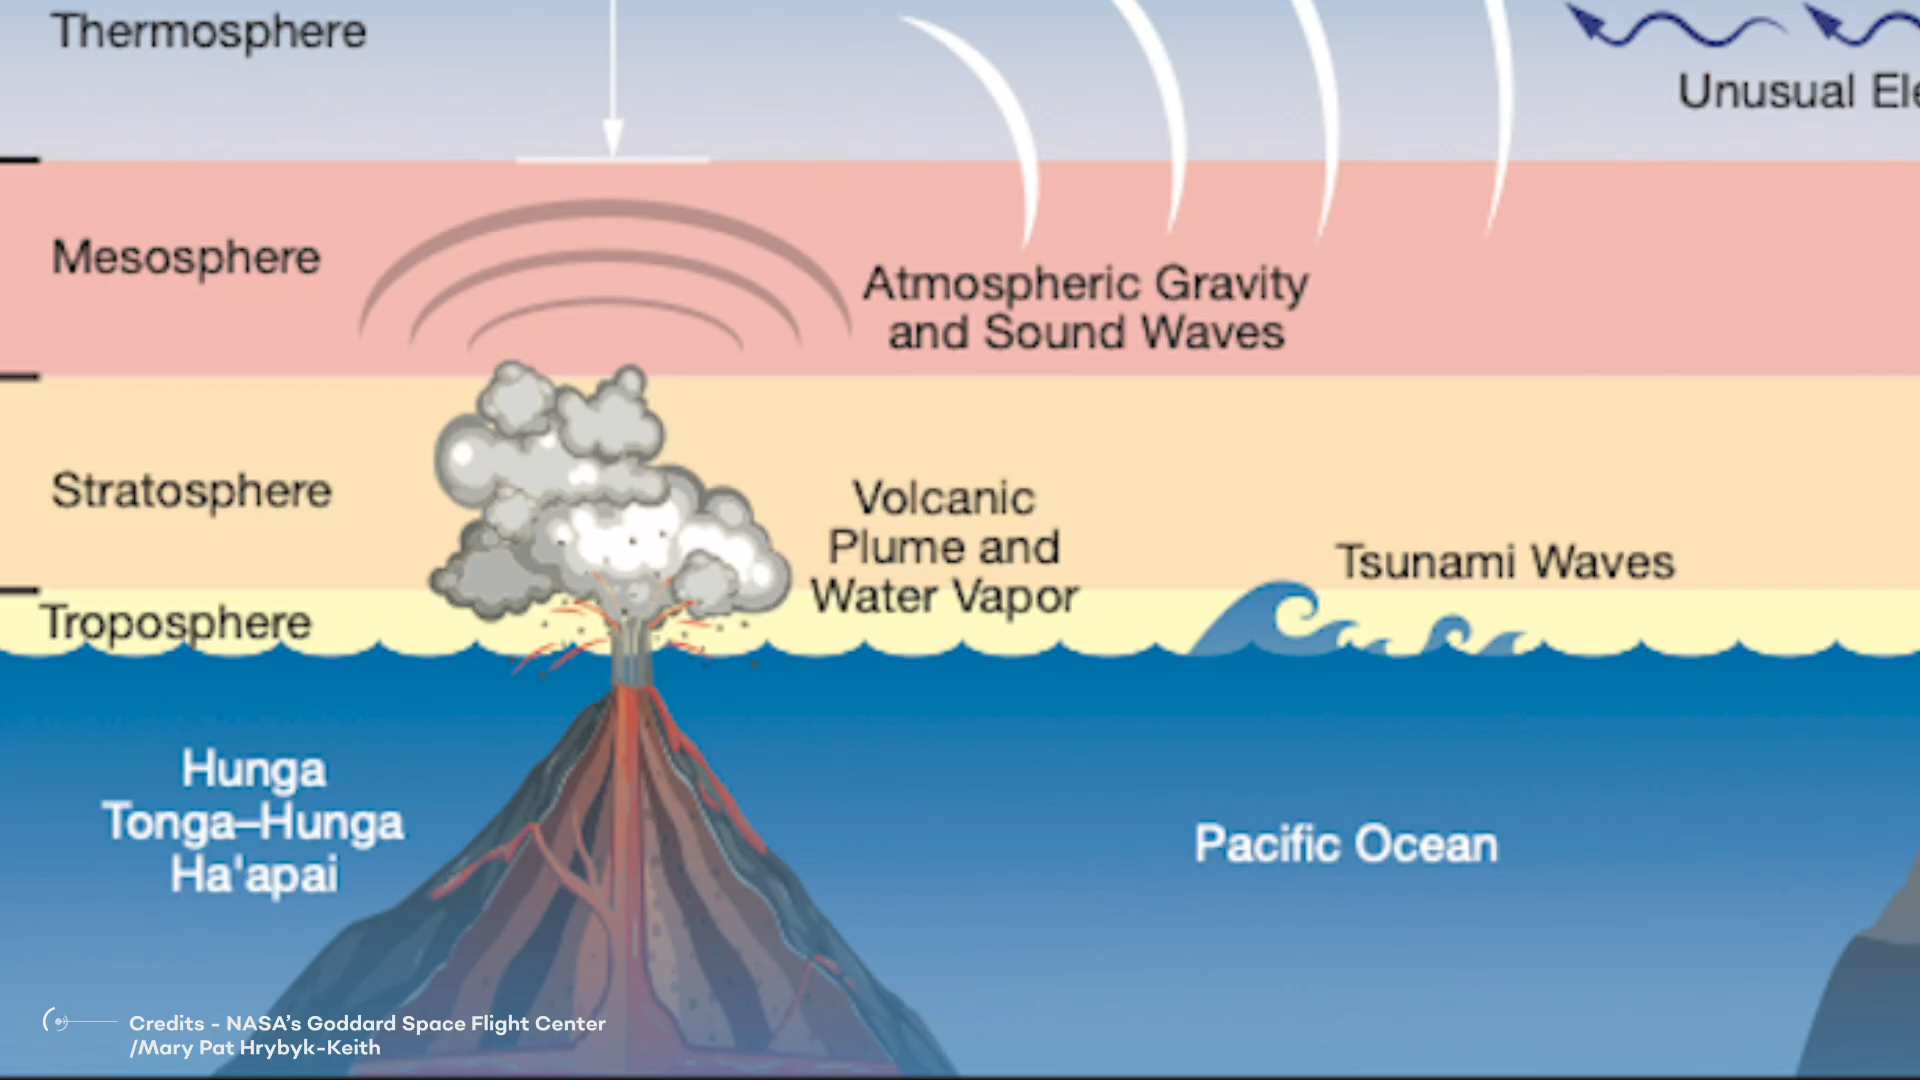 Thermosphere
Unusual Ele
Mesosphere
Atmospheric Gravity
and Sound Waves
Stratosphere
Volcanic
Plume and
Water Vapor
Tsunami Waves
Troposphere
Hunga
Tonga–Hunga
Ha'apai
Pacific Ocean
Credits - NASA’s Goddard Space Flight Center
/Mary Pat Hrybyk-Keith